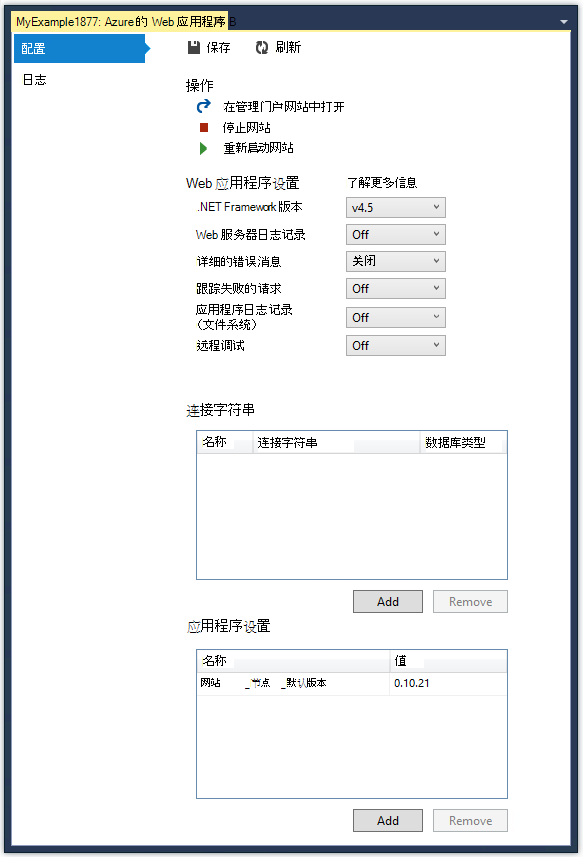 MyExample1877: Azure的 Web 应用程序 B
配置
日志
保存 刷新
操作
在管理门户网站中打开
停止网站
重新启动网站
Web 应用程序设置 了解更多信息
.NET Framework 版本 v4.5
Web 服务器日志记录 Off
详细的错误消息 关闭
跟踪失败的请求 Off
应用程序日志记录
（文件系统） Off
远程调试 Off
连接字符串
名称 连接字符串 数据库类型
Add Remove
应用程序设置
名称 值
网站 _节点 _默认版本 0.10.21
Add Remove